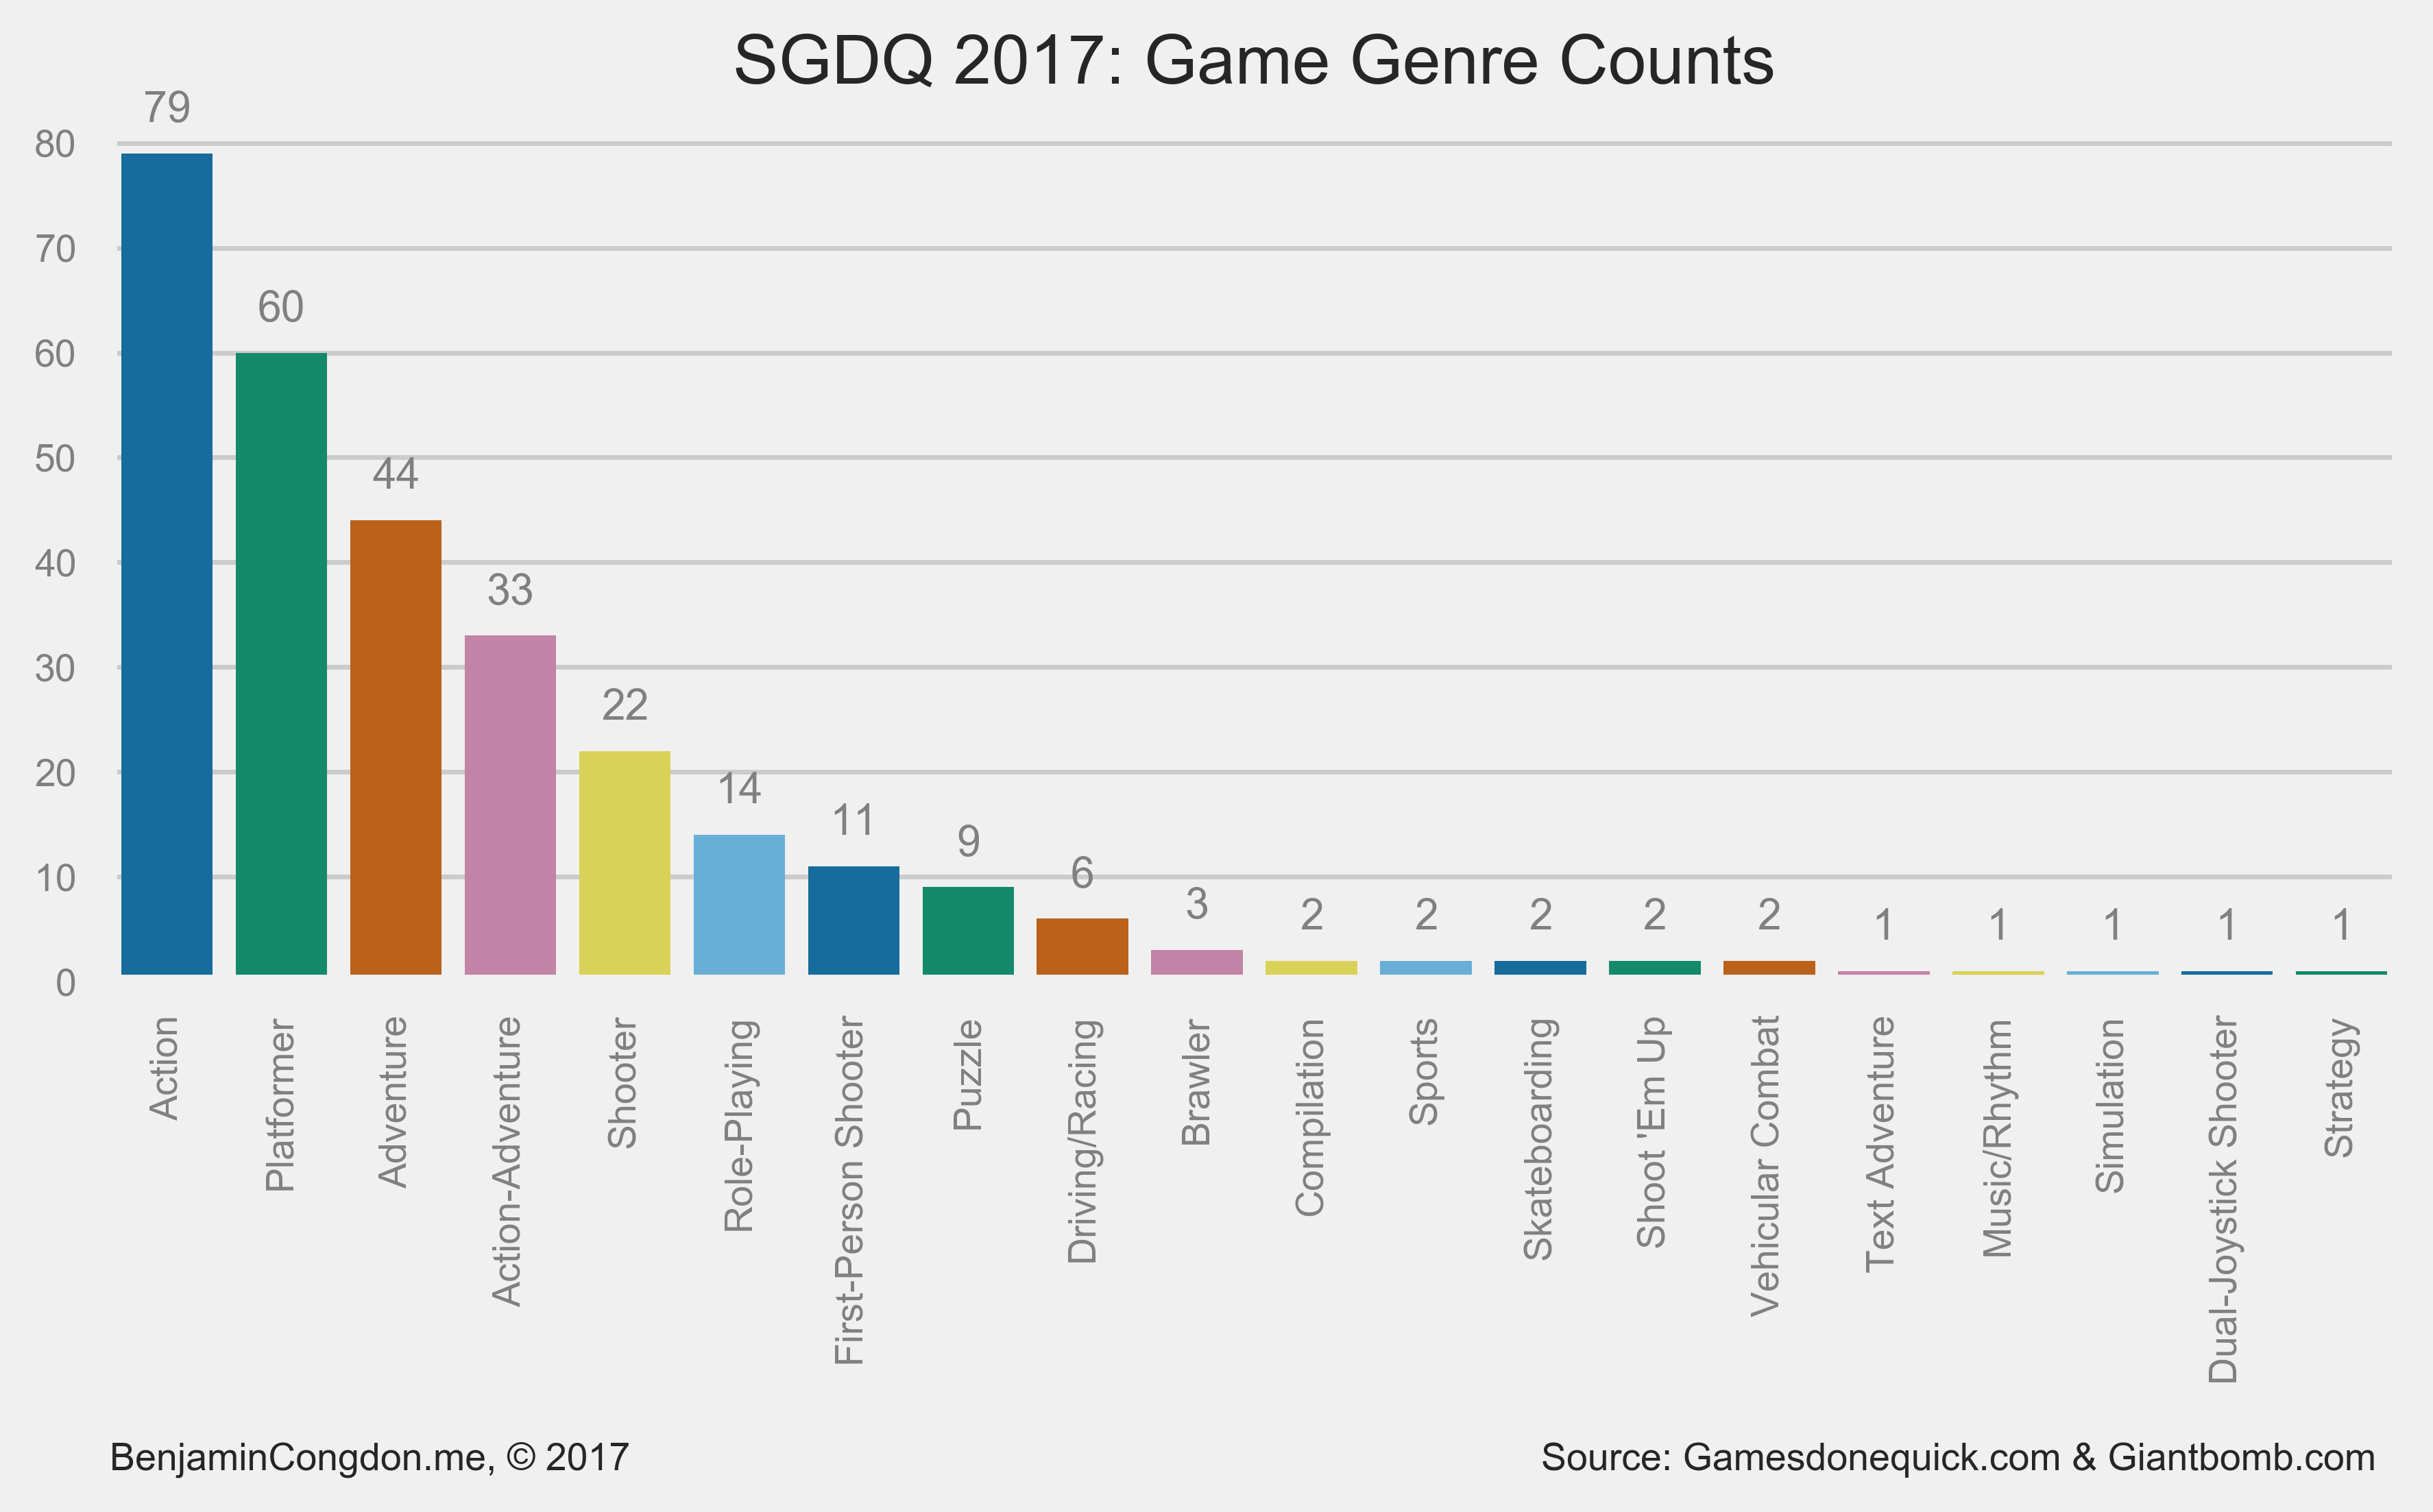 SGDQ 2017: Game Genre Counts
79
80
70
60
60
50
44
40
33
30
22
20
14
11
9
10
6
3
2
2
2
2
2
1
1
1
1
1
0
Action
Platformer
Adventure
Action-Adventure
Shooter
Role-Playing
First-Person Shooter
Puzzle
Driving/Racing
Brawler
Compilation
Sports
Skateboarding
Shoot 'Em Up
Vehicular Combat
Text Adventure
Music/Rhythm
Simulation
Dual-Joystick Shooter
Strategy
BenjaminCongdon.me, © 2017
Source: Gamesdonequick.com & Giantbomb.com